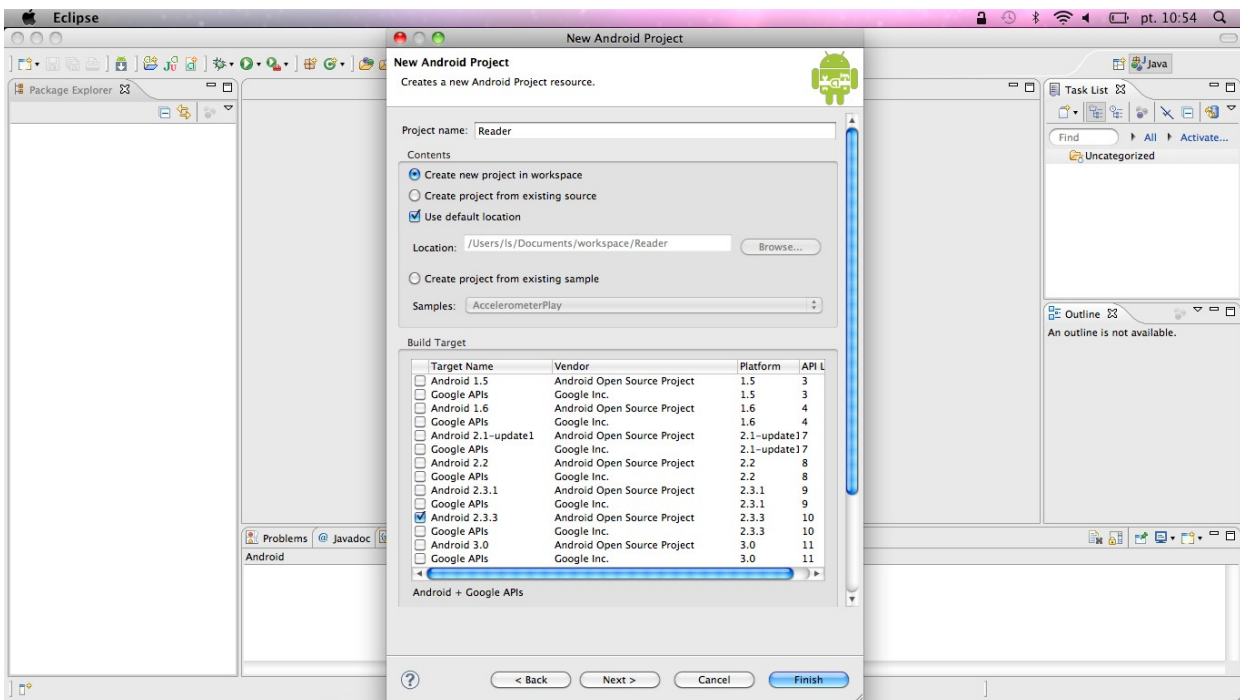 Eclipse
pt. 10:54
New Android Project
Java
New Android Project
Creates a new Android Project resource.
Package Explorer
Task List
Find
All
Activate...
Uncategorized
Project name: Reader
Contents
Create new project in workspace
Create project from existing source
Use default location
Location: /Users/ls/Documents/workspace/Reader Browse...
Create project from existing sample
Samples: AccelerometerPlay
Outline
An outline is not available.
Build Target
Target Name Vendor Platform API L
Android 1.5 Android Open Source Project 1.5 3
Google APIs Google Inc. 1.5 3
Android 1.6 Android Open Source Project 1.6 4
Google APIs Google Inc. 1.6 4
Android 2.1-update1 Android Open Source Project 2.1-update1 7
Google APIs Google Inc. 2.1-update1 7
Android 2.2 Android Open Source Project 2.2 8
Google APIs Google Inc. 2.2 8
Android 2.3.1 Android Open Source Project 2.3.1 9
Google APIs Google Inc. 2.3.1 9
Android 2.3.3 Android Open Source Project 2.3.3 10
Google APIs Google Inc. 2.3.3 10
Android 3.0 Android Open Source Project 3.0 11
Google APIs Google Inc. 3.0 11
Android + Google APIs
Problems
@ Javadoc
Android
? < Back Next > Cancel Finish